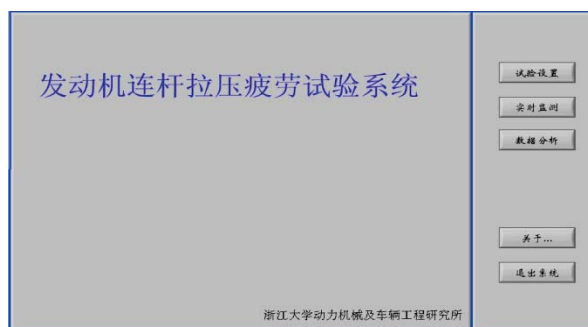 发动机连杆拉压疲劳试验系统
试验设置
实时监测
数据分析
关于...
退出系统
浙江大学动力机械及车辆工程研究所